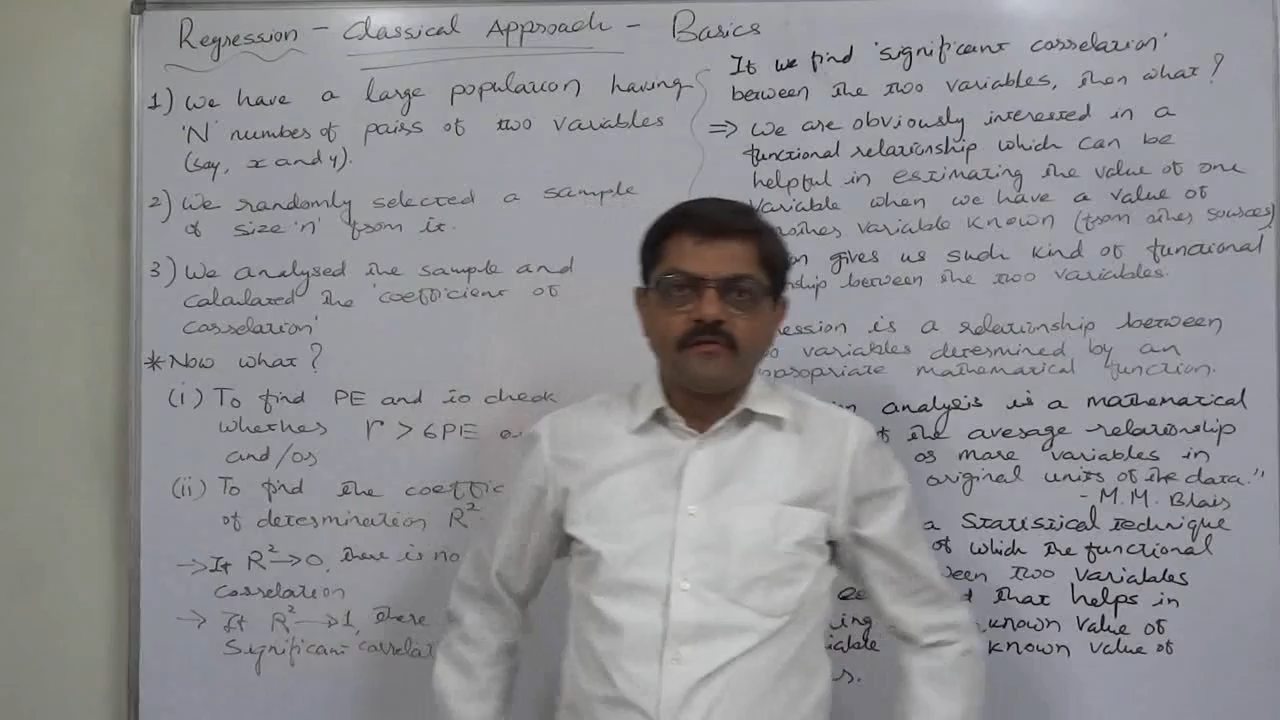 Regression - Classical Approach - Basics
1) We have a large population having
'N' numbers of pairs of two variables
(say, x and y).
2) We randomly selected a sample
of size 'n' from it.
3) We analysed the sample and
calculated the 'coefficient of
correlation'
* Now what?
(i) To find PE and to check
whether r > 6PE
and/or
(ii) To find the
of determination R².
→ If R² → 0, there is no
correlation
→ If R² → 1, there
Significant
If we find 'significant correlation'
between the two variables, then what?
⇒ We are obviously interested in a
functional relationship which can be
helpful in estimating the value of one
variable when we have a value of
variable known (from other sources)
gives us such kind of functional
between the two variables.
is a relationship between
variables determined by an
mathematical function.
analysis is a mathematical
of the average relationship
or more variables in
original units of the data."
- M. M. Blair
a Statistical technique
of which the functional
two variables
that helps in
known value of
known value of